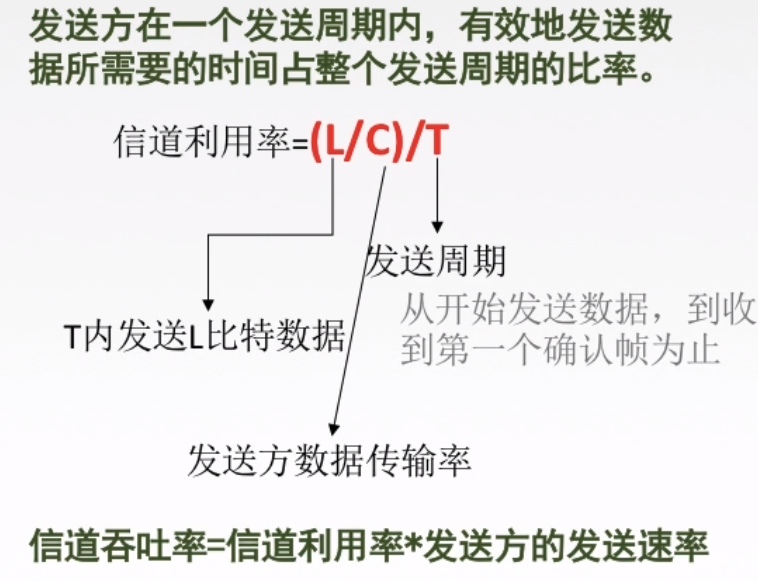 发送方在一个发送周期内，有效地发送数
据所需要的时间占整个发送周期的比率。
信道利用率=(L/C)/T
发送周期
从开始发送数据，到收
到第一个确认帧为止
T内发送L比特数据
发送方数据传输率
信道吞吐率=信道利用率*发送方的发送速率